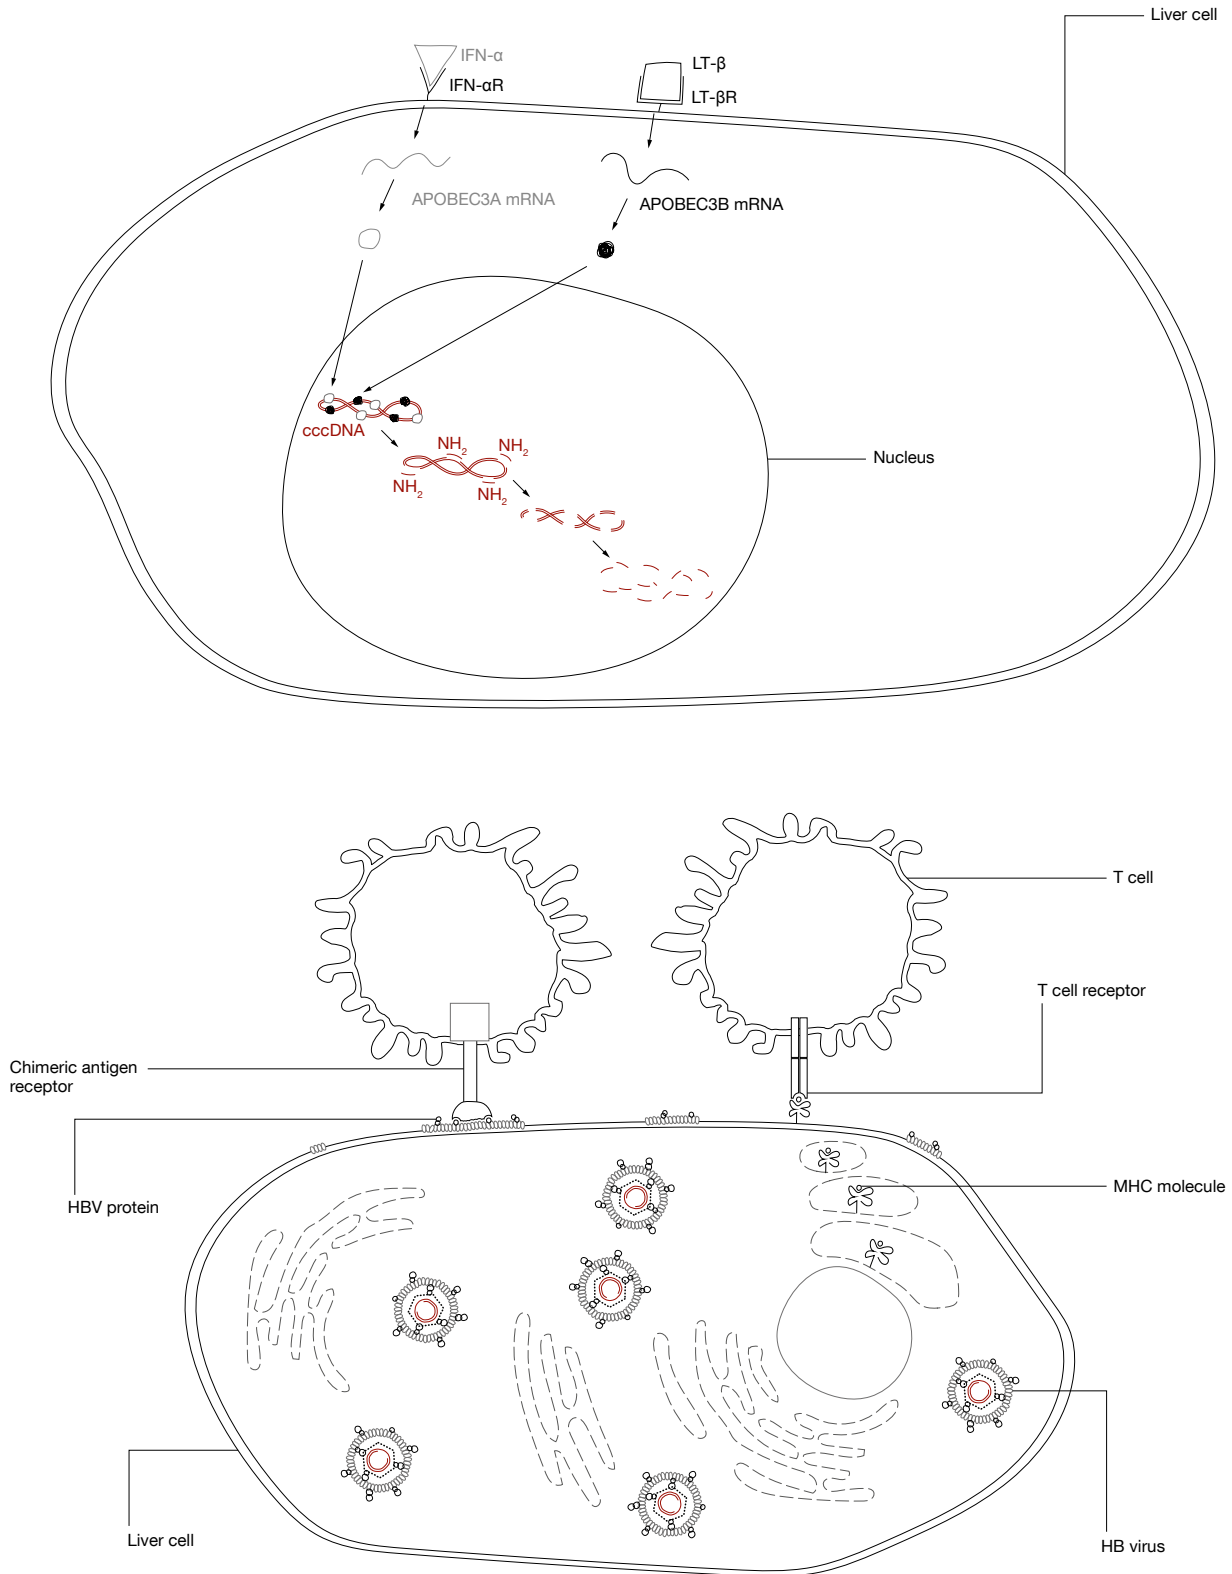 Liver cell
IFN-α
IFN-αR
LT-β
LT-βR
APOBEC3A mRNA
APOBEC3B mRNA
cccDNA
NH₂
NH₂
NH₂
NH₂
Nucleus
T cell
T cell receptor
Chimeric antigen
receptor
HBV protein
MHC molecule
Liver cell
HB virus